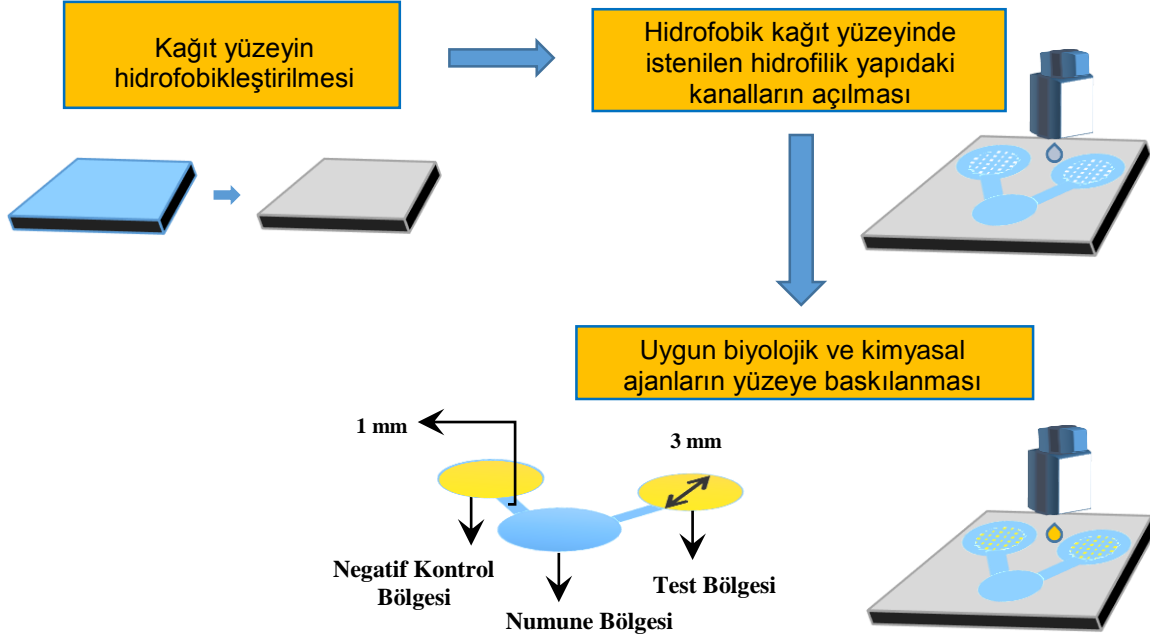 Kağıt yüzeyin
hidrofobikleştirilmesi
Hidrofobik kağıt yüzeyinde
istenilen hidrofilik yapıdaki
kanalların açılması
Uygun biyolojik ve kimyasal
ajanların yüzeye baskılanması
1 mm
3 mm
Negatif Kontrol
Bölgesi
Numune Bölgesi
Test Bölgesi